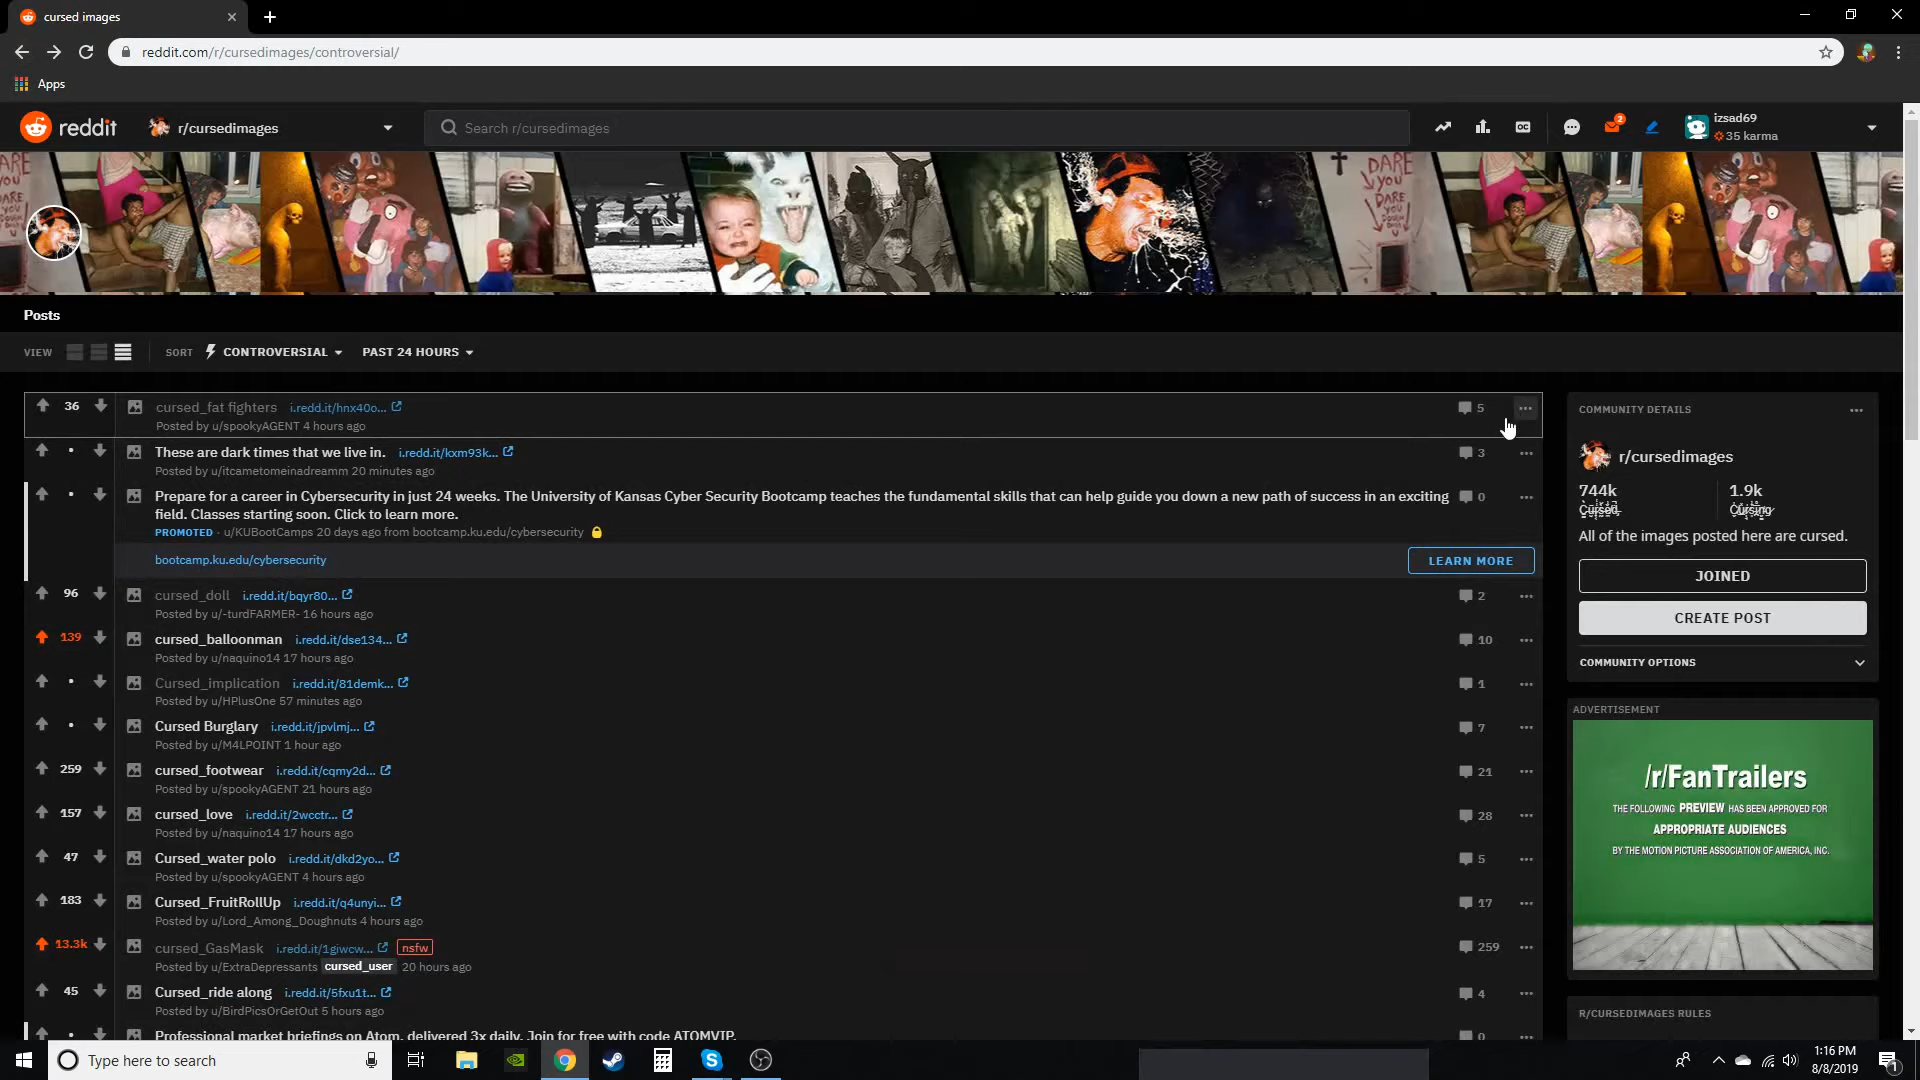 cursed images
reddit.com/r/cursedimages/controversial/
Apps
reddit
r/cursedimages
Search r/cursedimages
OC
2
izsad69
35 karma
DARE
YOU
DARE
YOU
Posts
VIEW
SORT
CONTROVERSIAL
PAST 24 HOURS
36
cursed_fat fighters i.redd.it/hnx40o...
5
Posted by u/spookyAGENT 4 hours ago
•
These are dark times that we live in. i.redd.it/kxm93k...
3
Posted by u/itcametomeinadreamm 20 minutes ago
•
Prepare for a career in Cybersecurity in just 24 weeks. The University of Kansas Cyber Security Bootcamp teaches the fundamental skills that can help guide you down a new path of success in an exciting
0
field. Classes starting soon. Click to learn more.
PROMOTED · u/KUBootCamps 20 days ago from bootcamp.ku.edu/cybersecurity
bootcamp.ku.edu/cybersecurity
LEARN MORE
96
cursed_doll i.redd.it/bqyr80...
2
Posted by u/-turdFARMER- 16 hours ago
139
cursed_balloonman i.redd.it/dse134...
10
Posted by u/naquino14 17 hours ago
•
Cursed_implication i.redd.it/81demk...
1
Posted by u/HPlusOne 57 minutes ago
•
Cursed Burglary i.redd.it/jpvlmj...
7
Posted by u/M4LPOINT 1 hour ago
259
cursed_footwear i.redd.it/cqmy2d...
21
Posted by u/spookyAGENT 21 hours ago
157
cursed_love i.redd.it/2wcctr...
28
Posted by u/naquino14 17 hours ago
47
Cursed_water polo i.redd.it/dkd2yo...
5
Posted by u/spookyAGENT 4 hours ago
183
Cursed_FruitRollUp i.redd.it/q4unyi...
17
Posted by u/Lord_Among_Doughnuts 4 hours ago
13.3k
cursed_GasMask i.redd.it/1giwcw... nsfw
259
Posted by u/ExtraDepressants cursed_user 20 hours ago
45
Cursed_ride along i.redd.it/5fxu1t...
4
Posted by u/BirdPicsOrGetOut 5 hours ago
•
Professional market briefings on Atom, delivered 3x daily. Join for free with code ATOMVIP.
0
COMMUNITY DETAILS
r/cursedimages
744k
Cursed
1.9k
Cursing
All of the images posted here are cursed.
JOINED
CREATE POST
COMMUNITY OPTIONS
ADVERTISEMENT
/r/FanTrailers
THE FOLLOWING PREVIEW HAS BEEN APPROVED FOR
APPROPRIATE AUDIENCES
BY THE MOTION PICTURE ASSOCIATION OF AMERICA, INC.
R/CURSEDIMAGES RULES
Type here to search
1:16 PM
8/8/2019
1